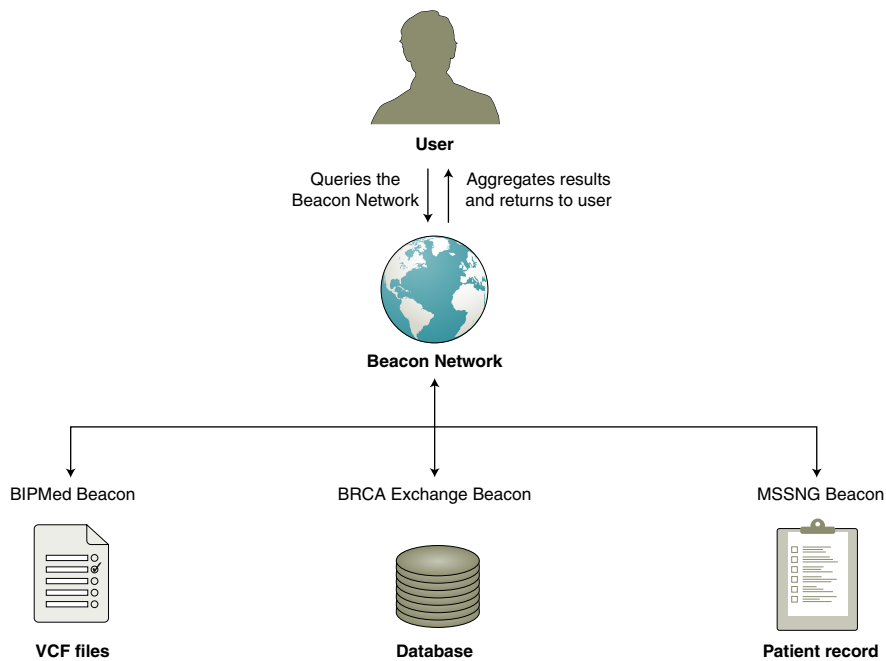 User
Queries the
Beacon Network
Aggregates results
and returns to user
Beacon Network
BIPMed Beacon
BRCA Exchange Beacon
MSSNG Beacon
VCF files
Database
Patient record